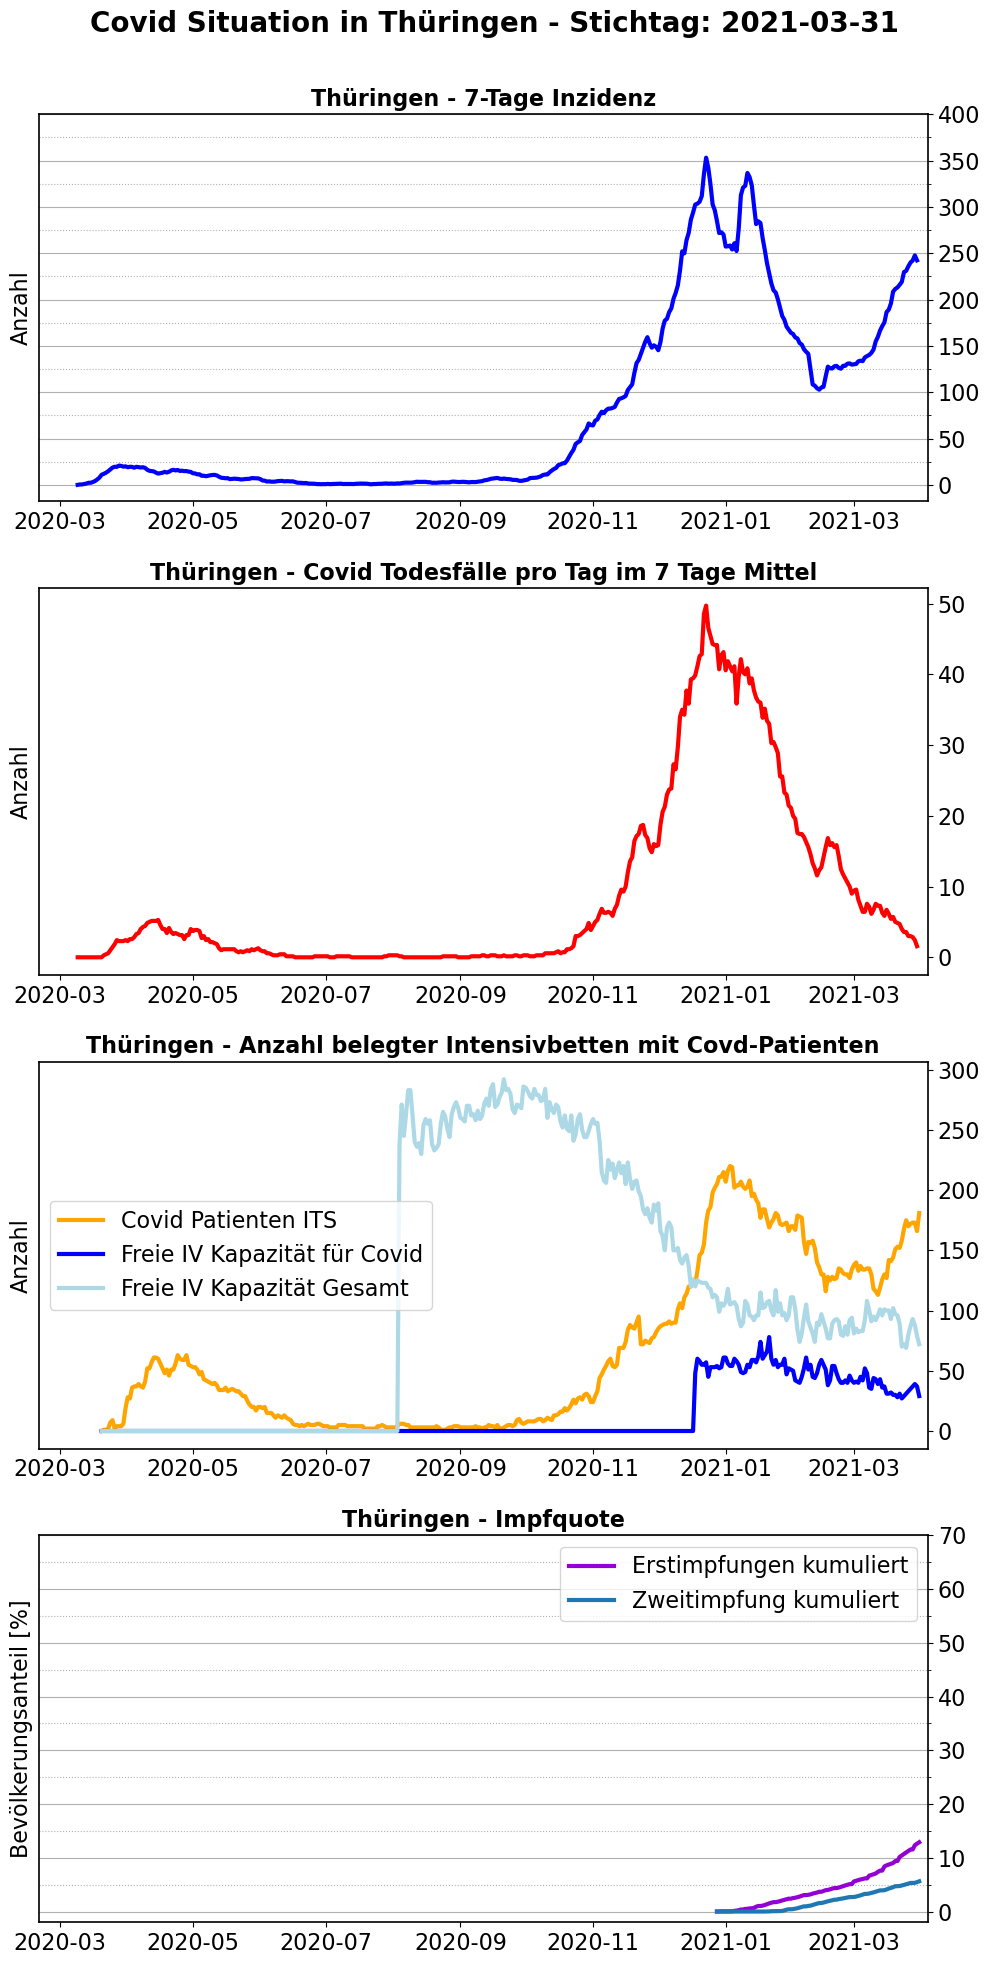 Covid Situation in Thüringen - Stichtag: 2021-03-31
Thüringen - 7-Tage Inzidenz
Anzahl
400
350
300
250
200
150
100
50
0
2020-03 2020-05 2020-07 2020-09 2020-11 2021-01 2021-03
Thüringen - Covid Todesfälle pro Tag im 7 Tage Mittel
Anzahl
50
40
30
20
10
0
2020-03 2020-05 2020-07 2020-09 2020-11 2021-01 2021-03
Thüringen - Anzahl belegter Intensivbetten mit Covd-Patienten
Anzahl
Covid Patienten ITS
Freie IV Kapazität für Covid
Freie IV Kapazität Gesamt
300
250
200
150
100
50
0
2020-03 2020-05 2020-07 2020-09 2020-11 2021-01 2021-03
Thüringen - Impfquote
Bevölkerungsanteil [%]
Erstimpfungen kumuliert
Zweitimpfung kumuliert
70
60
50
40
30
20
10
0
2020-03 2020-05 2020-07 2020-09 2020-11 2021-01 2021-03